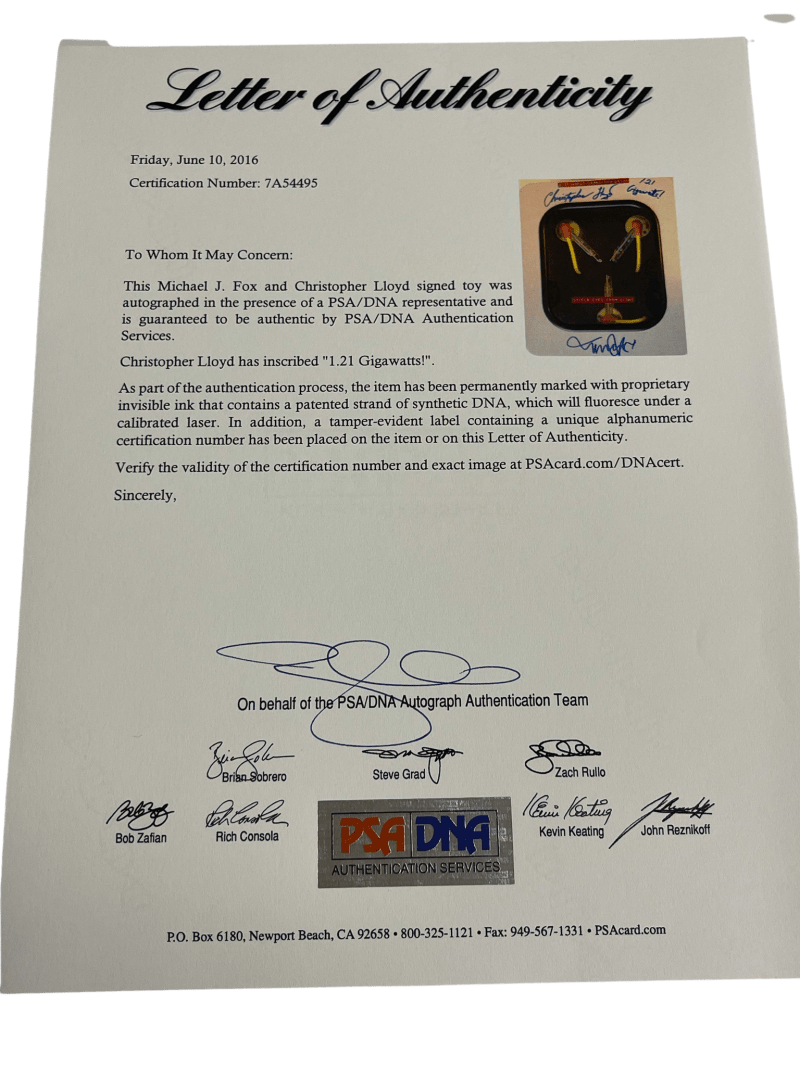 Letter of Authenticity
Friday, June 10, 2016
Certification Number: 7A54495
Christopher Lloyd 1.21
Gigawatts!
To Whom It May Concern:
This Michael J. Fox and Christopher Lloyd signed toy was
autographed in the presence of a PSA/DNA representative and
is guaranteed to be authentic by PSA/DNA Authentication
Services.
Christopher Lloyd has inscribed "1.21 Gigawatts!".
As part of the authentication process, the item has been permanently marked with proprietary
invisible ink that contains a patented strand of synthetic DNA, which will fluoresce under a
calibrated laser. In addition, a tamper-evident label containing a unique alphanumeric
certification number has been placed on the item or on this Letter of Authenticity.
Verify the validity of the certification number and exact image at PSAcard.com/DNAcert.
Sincerely,
On behalf of the PSA/DNA Autograph Authentication Team
Brian Sobrero
Steve Grad
Zach Rullo
Bob Zafian
Rich Consola
Kevin Keating
Kevin Keating
John Reznikoff
PSA DNA
AUTHENTICATION SERVICES
P.O. Box 6180, Newport Beach, CA 92658 • 800-325-1121 • Fax: 949-567-1331 • PSAcard.com